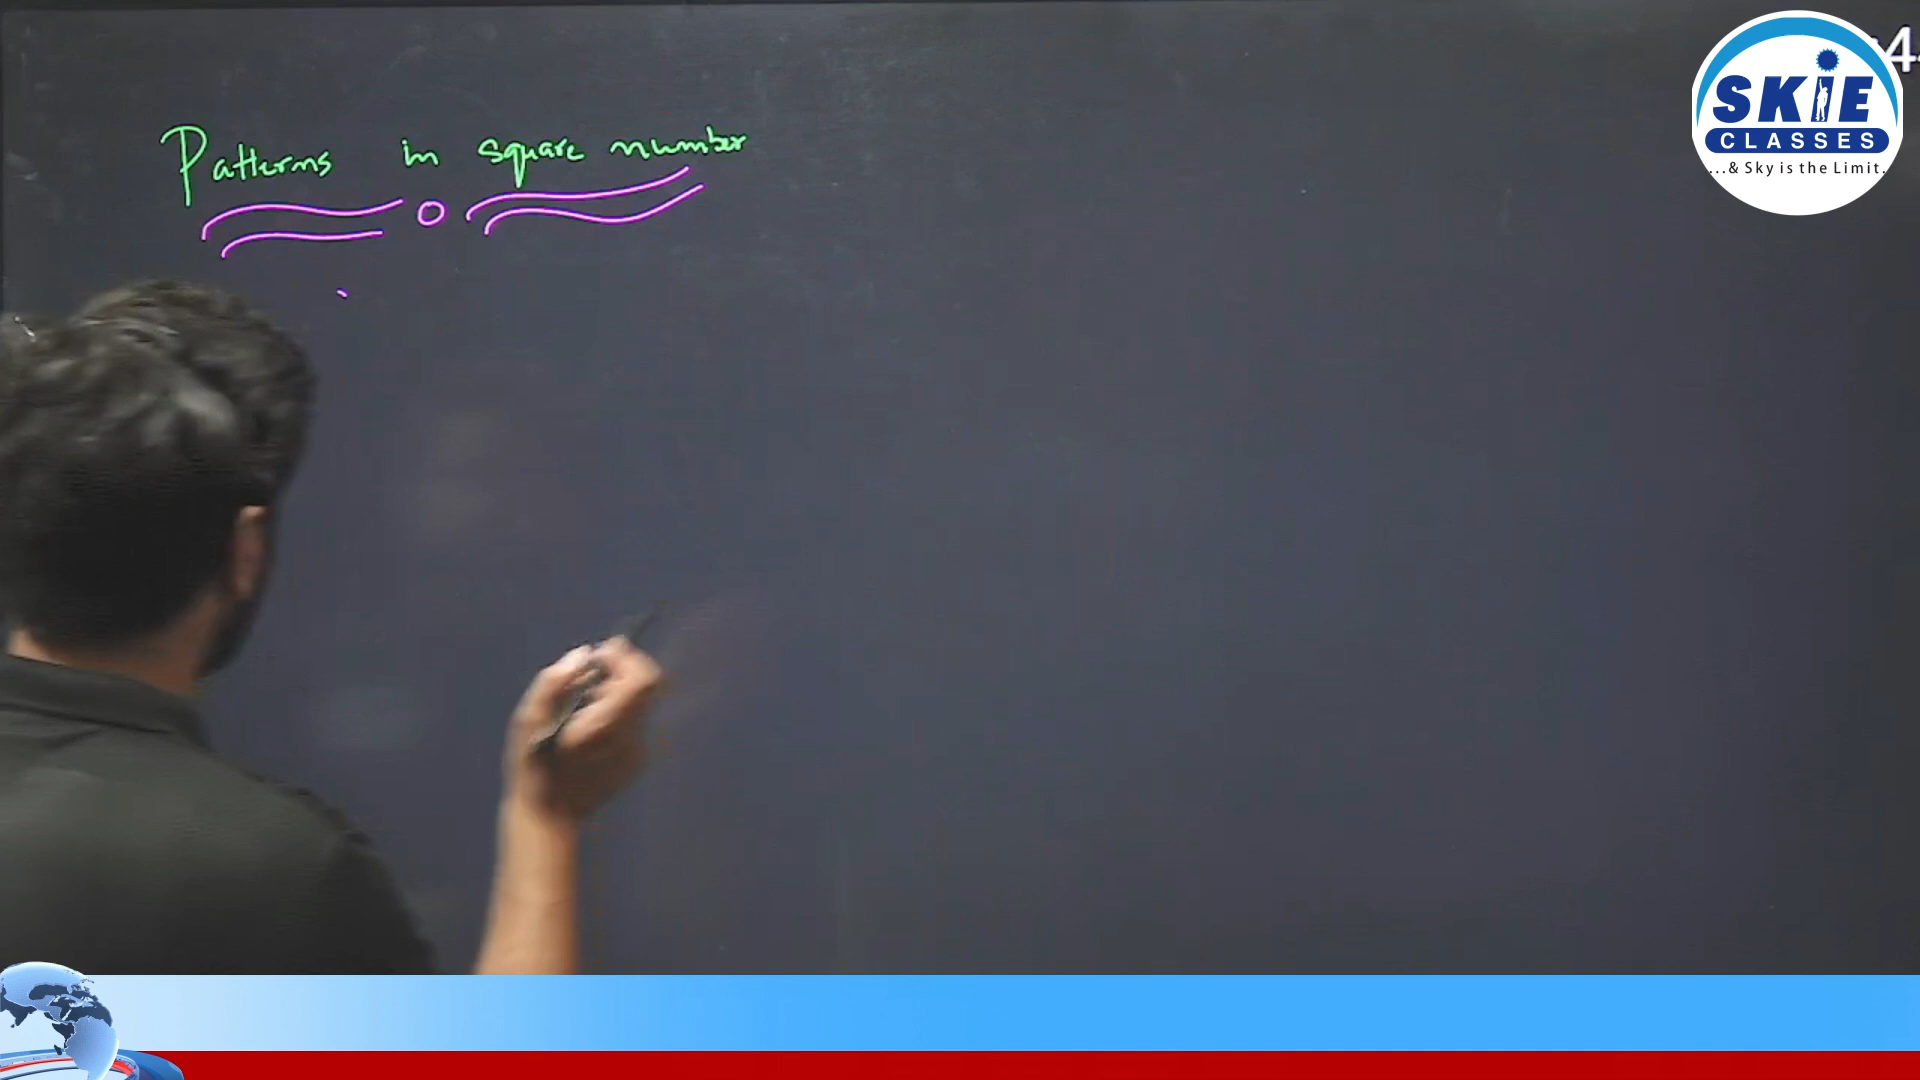 Patterns in square number
SKIE
CLASSES
...& Sky is the Limit.